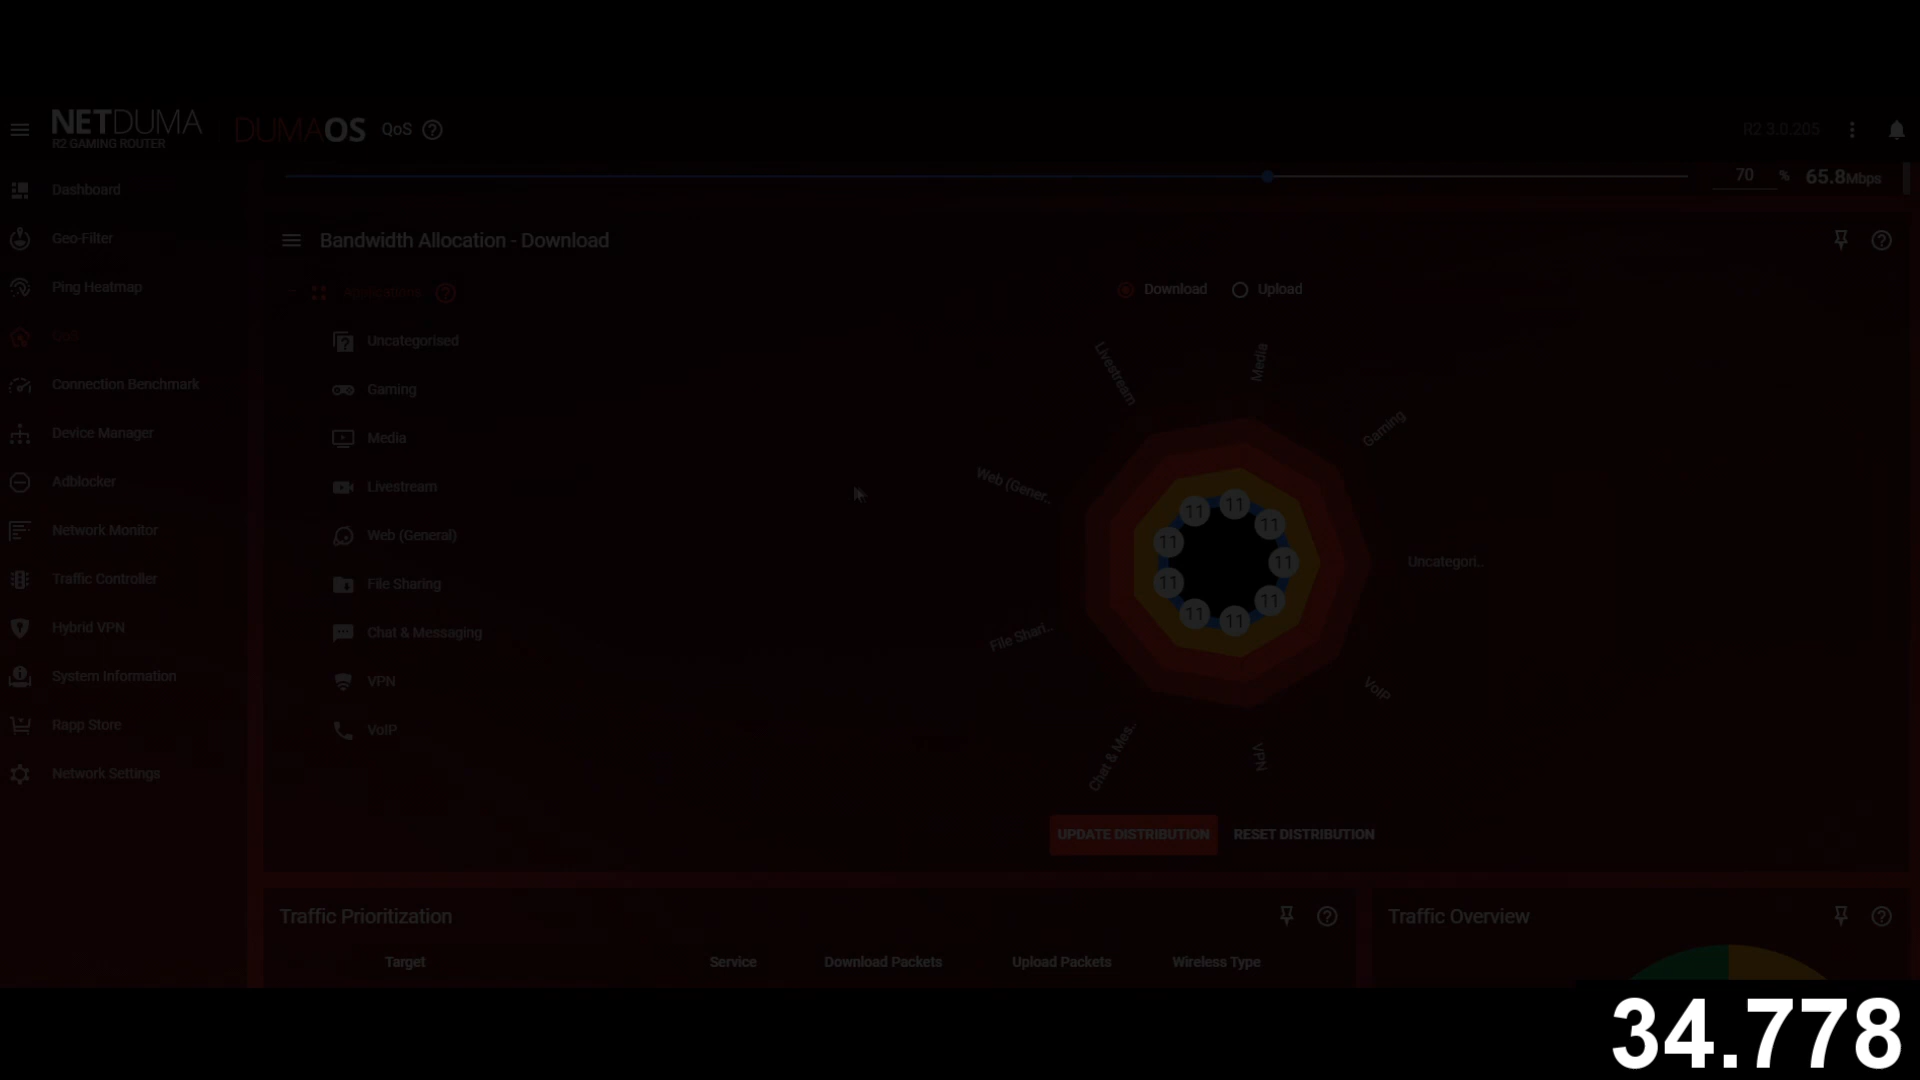 NETDUMA
R2 GAMING ROUTER
DUMAOS
QoS
R2 3.0.205
Dashboard
Geo-Filter
Ping Heatmap
QoS
Connection Benchmark
Device Manager
Adblocker
Network Monitor
Traffic Controller
Hybrid VPN
System Information
Rapp Store
Network Settings
70 % 65.8Mbps
Bandwidth Allocation - Download
Applications
Uncategorised
Gaming
Media
Livestream
Web (General)
File Sharing
Chat & Messaging
VPN
VoIP
Download Upload
Livestream
Media
Gaming
Web (Gener..
Uncategori..
File Shari..
VoIP
Chat & Mes..
VPN
11
11
11
11
11
11
11
11
11
UPDATE DISTRIBUTION RESET DISTRIBUTION
Traffic Prioritization
Target Service Download Packets Upload Packets Wireless Type
Traffic Overview
34.778